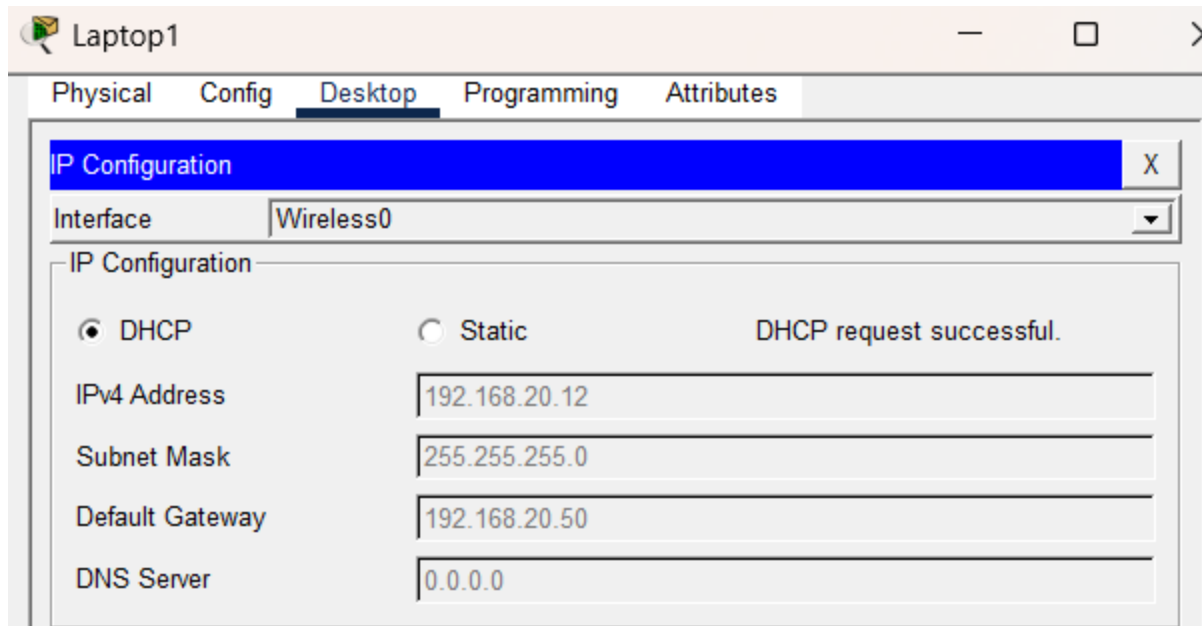 Laptop1
Physical Config Desktop Programming Attributes
IP Configuration X
Interface Wireless0
IP Configuration
DHCP Static DHCP request successful.
IPv4 Address 192.168.20.12
Subnet Mask 255.255.255.0
Default Gateway 192.168.20.50
DNS Server 0.0.0.0